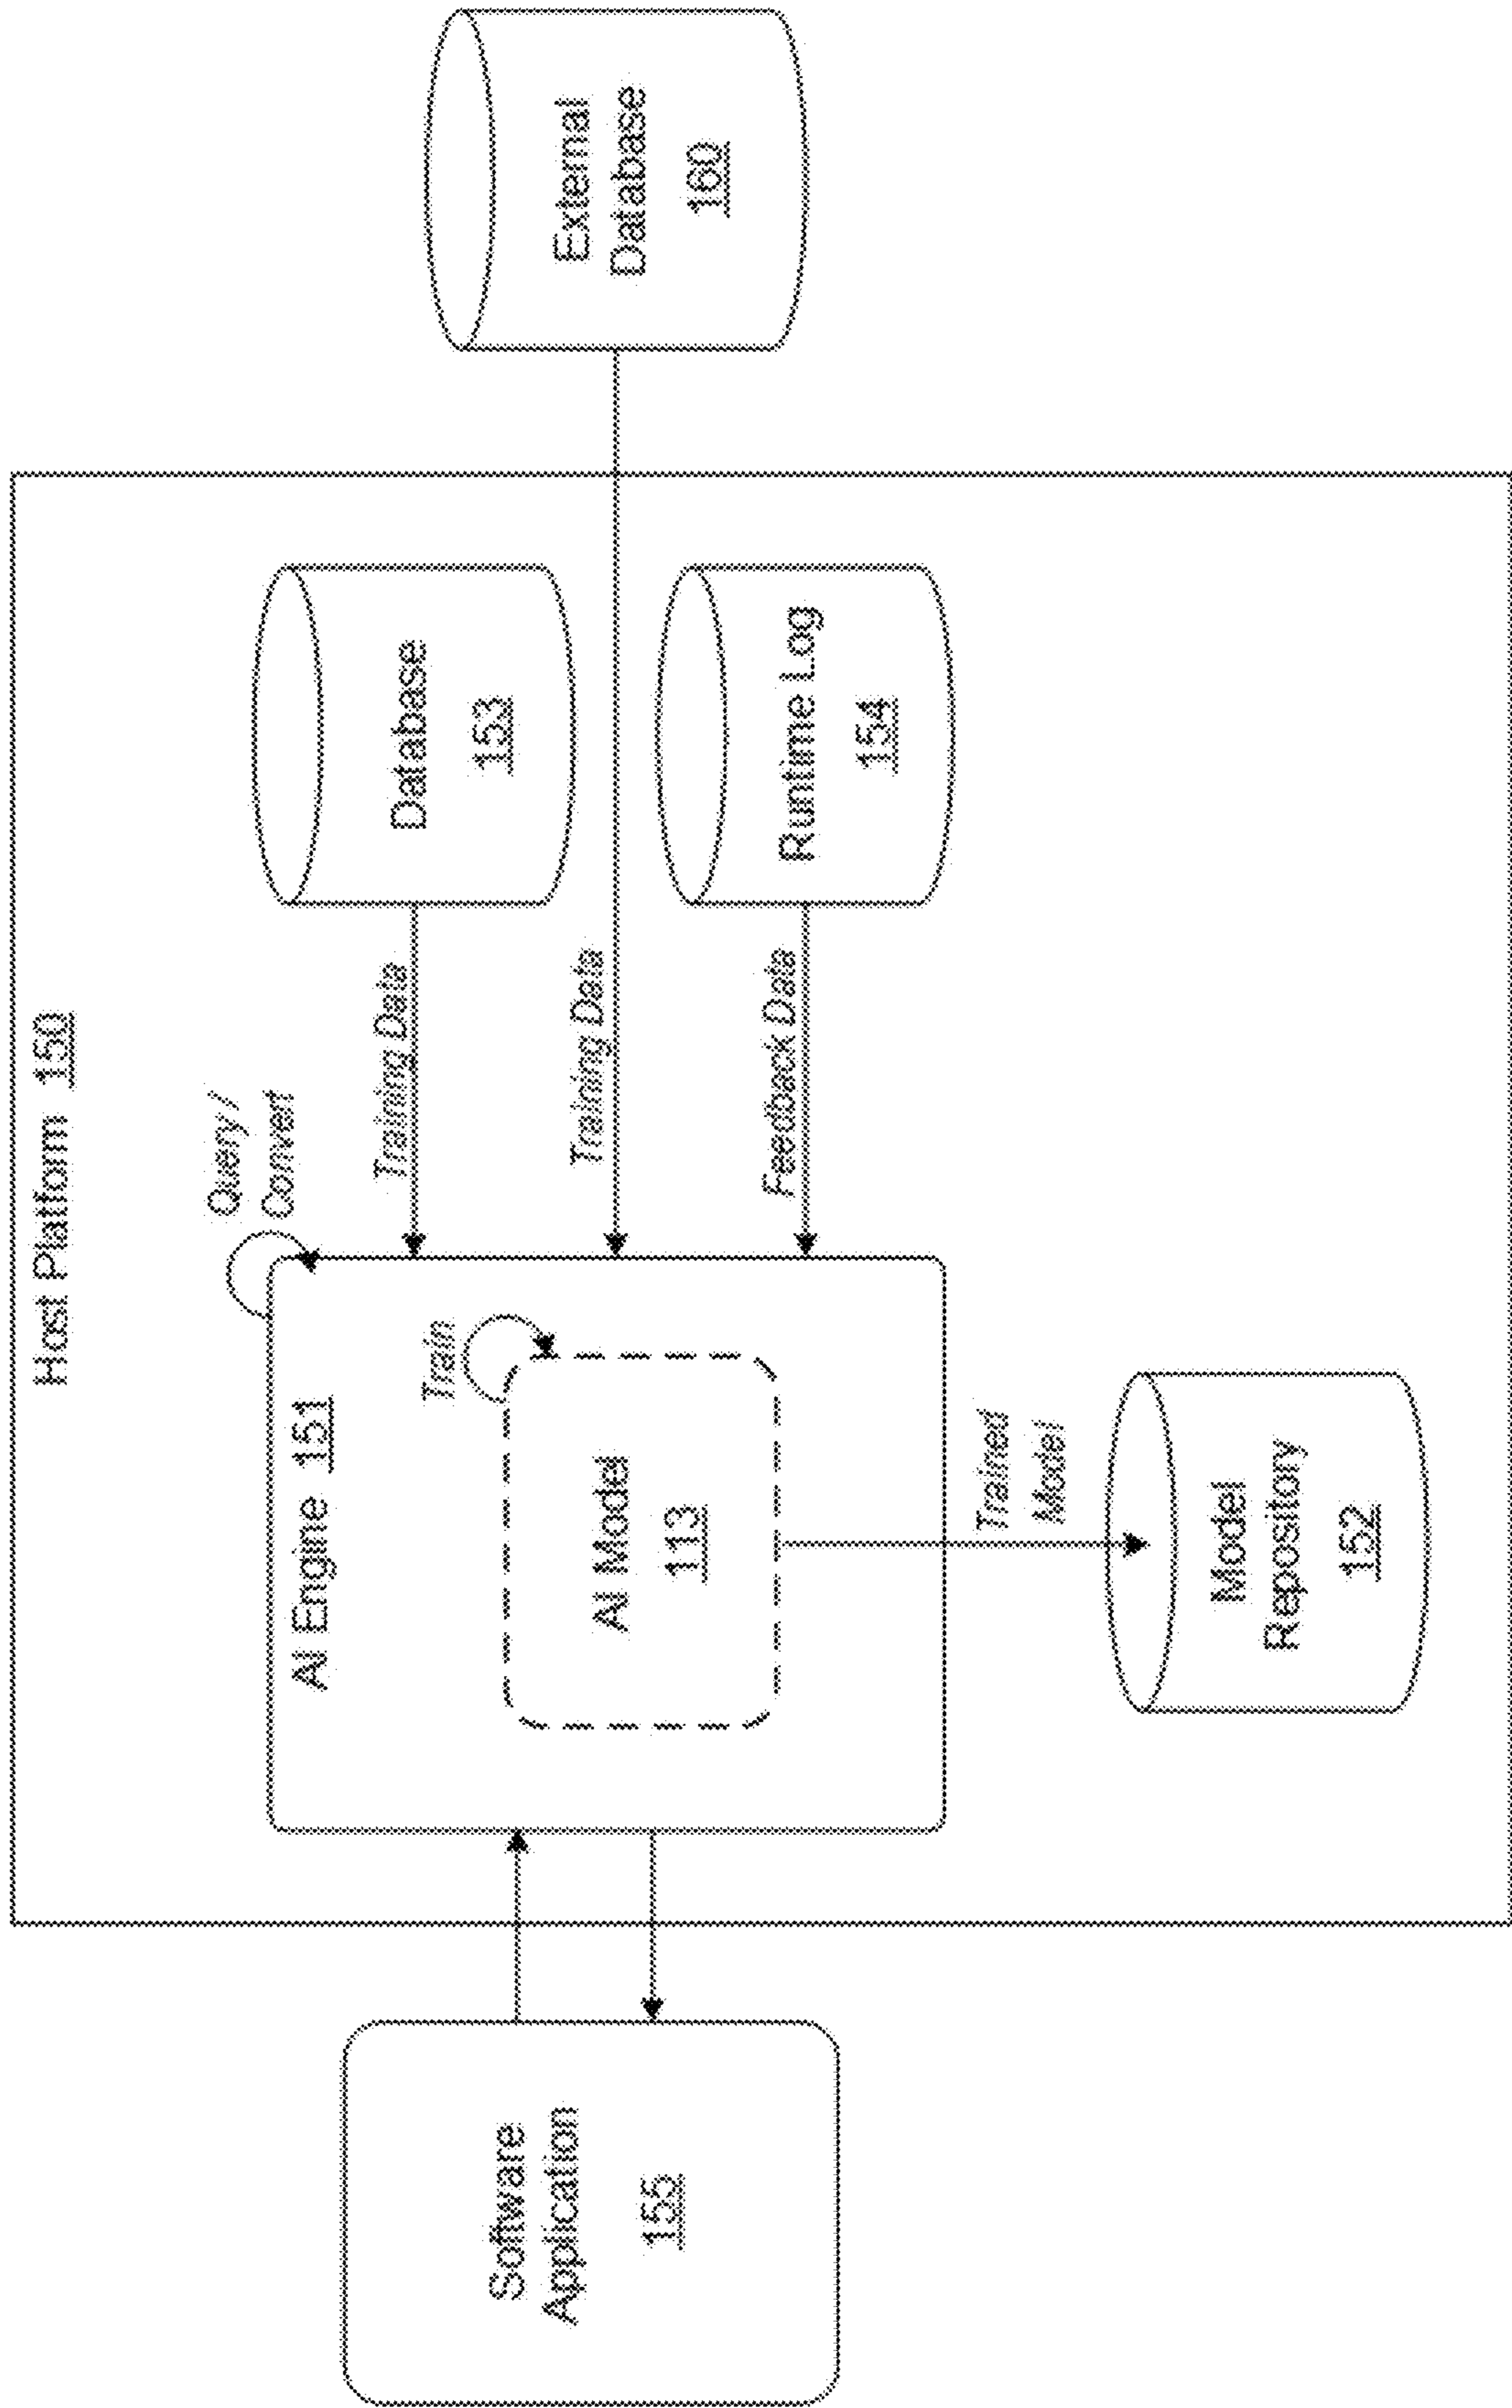 Host Platform 150
Query /
Convert
AI Engine 151
Train
AI Model
113
Training Data
Training Data
Feedback Data
Database
153
Runtime Log
154
External
Database
160
Software
Application
155
Trained
Model
Model
Repository
152